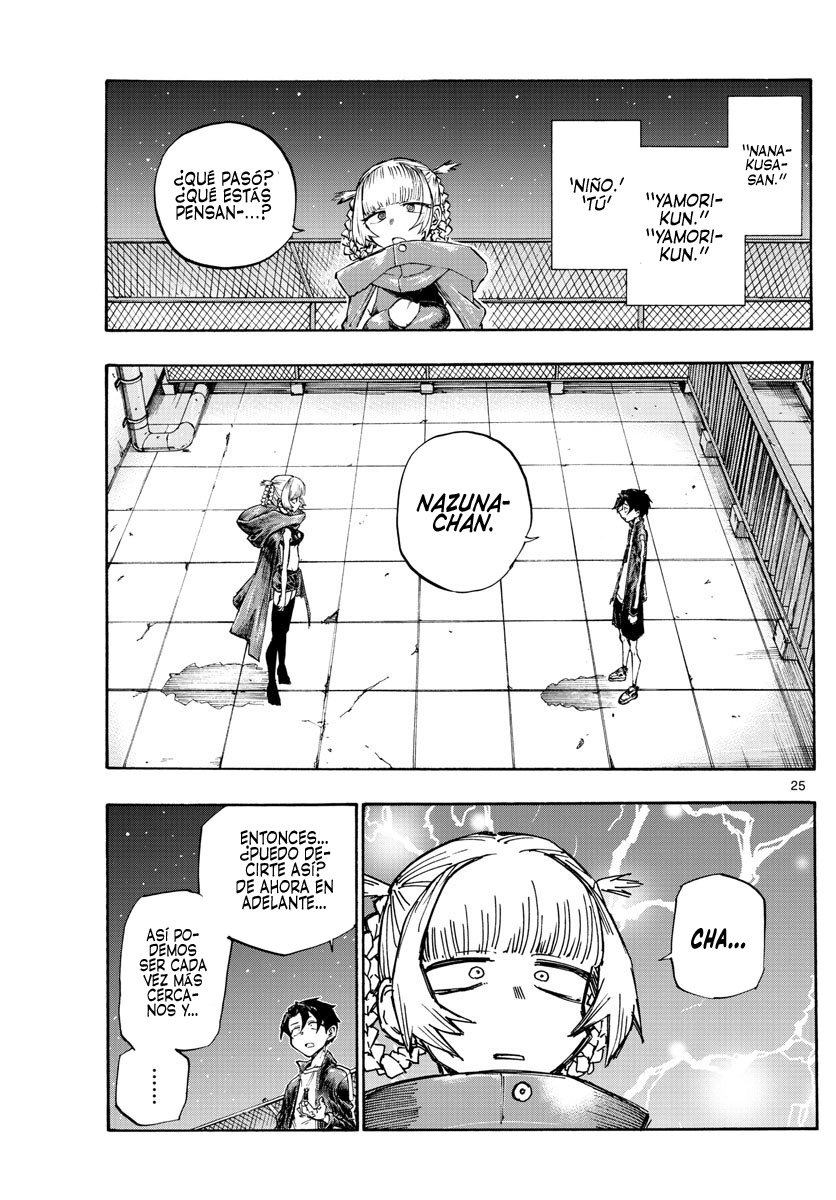 "NANA-
KUSA-
SAN."
"YAMORI-
KUN."
"YAMORI-
KUN."
'NIÑO.'
'TÚ'
¿QUÉ PASÓ?
¿QUÉ ESTÁS
PENSAN-...?
NAZUNA-
CHAN.
25
CHA...
ENTONCES...
¿PUEDO DE-
CIRTE ASÍ?
DE AHORA EN
ADELANTE...
ASÍ PO-
DEMOS
SER CADA
VEZ MÁS
CERCA-
NOS Y...
......